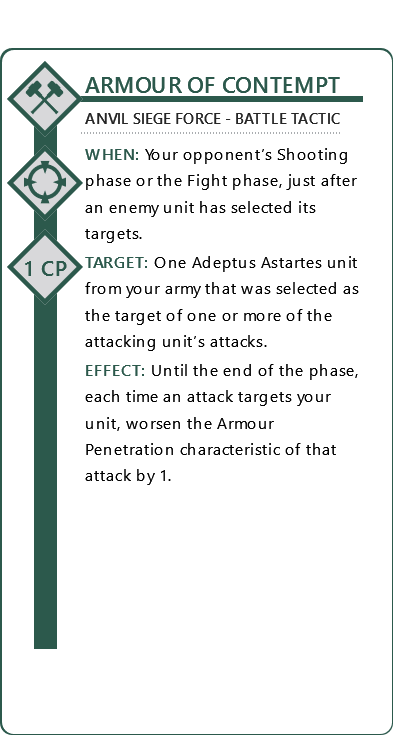 ARMOUR OF CONTEMPT
ANVIL SIEGE FORCE - BATTLE TACTIC
WHEN: Your opponent's Shooting
phase or the Fight phase, just after
an enemy unit has selected its
targets.
1 CP
TARGET: One Adeptus Astartes unit
from your army that was selected as
the target of one or more of the
attacking unit's attacks.
EFFECT: Until the end of the phase,
each time an attack targets your
unit, worsen the Armour
Penetration characteristic of that
attack by 1.